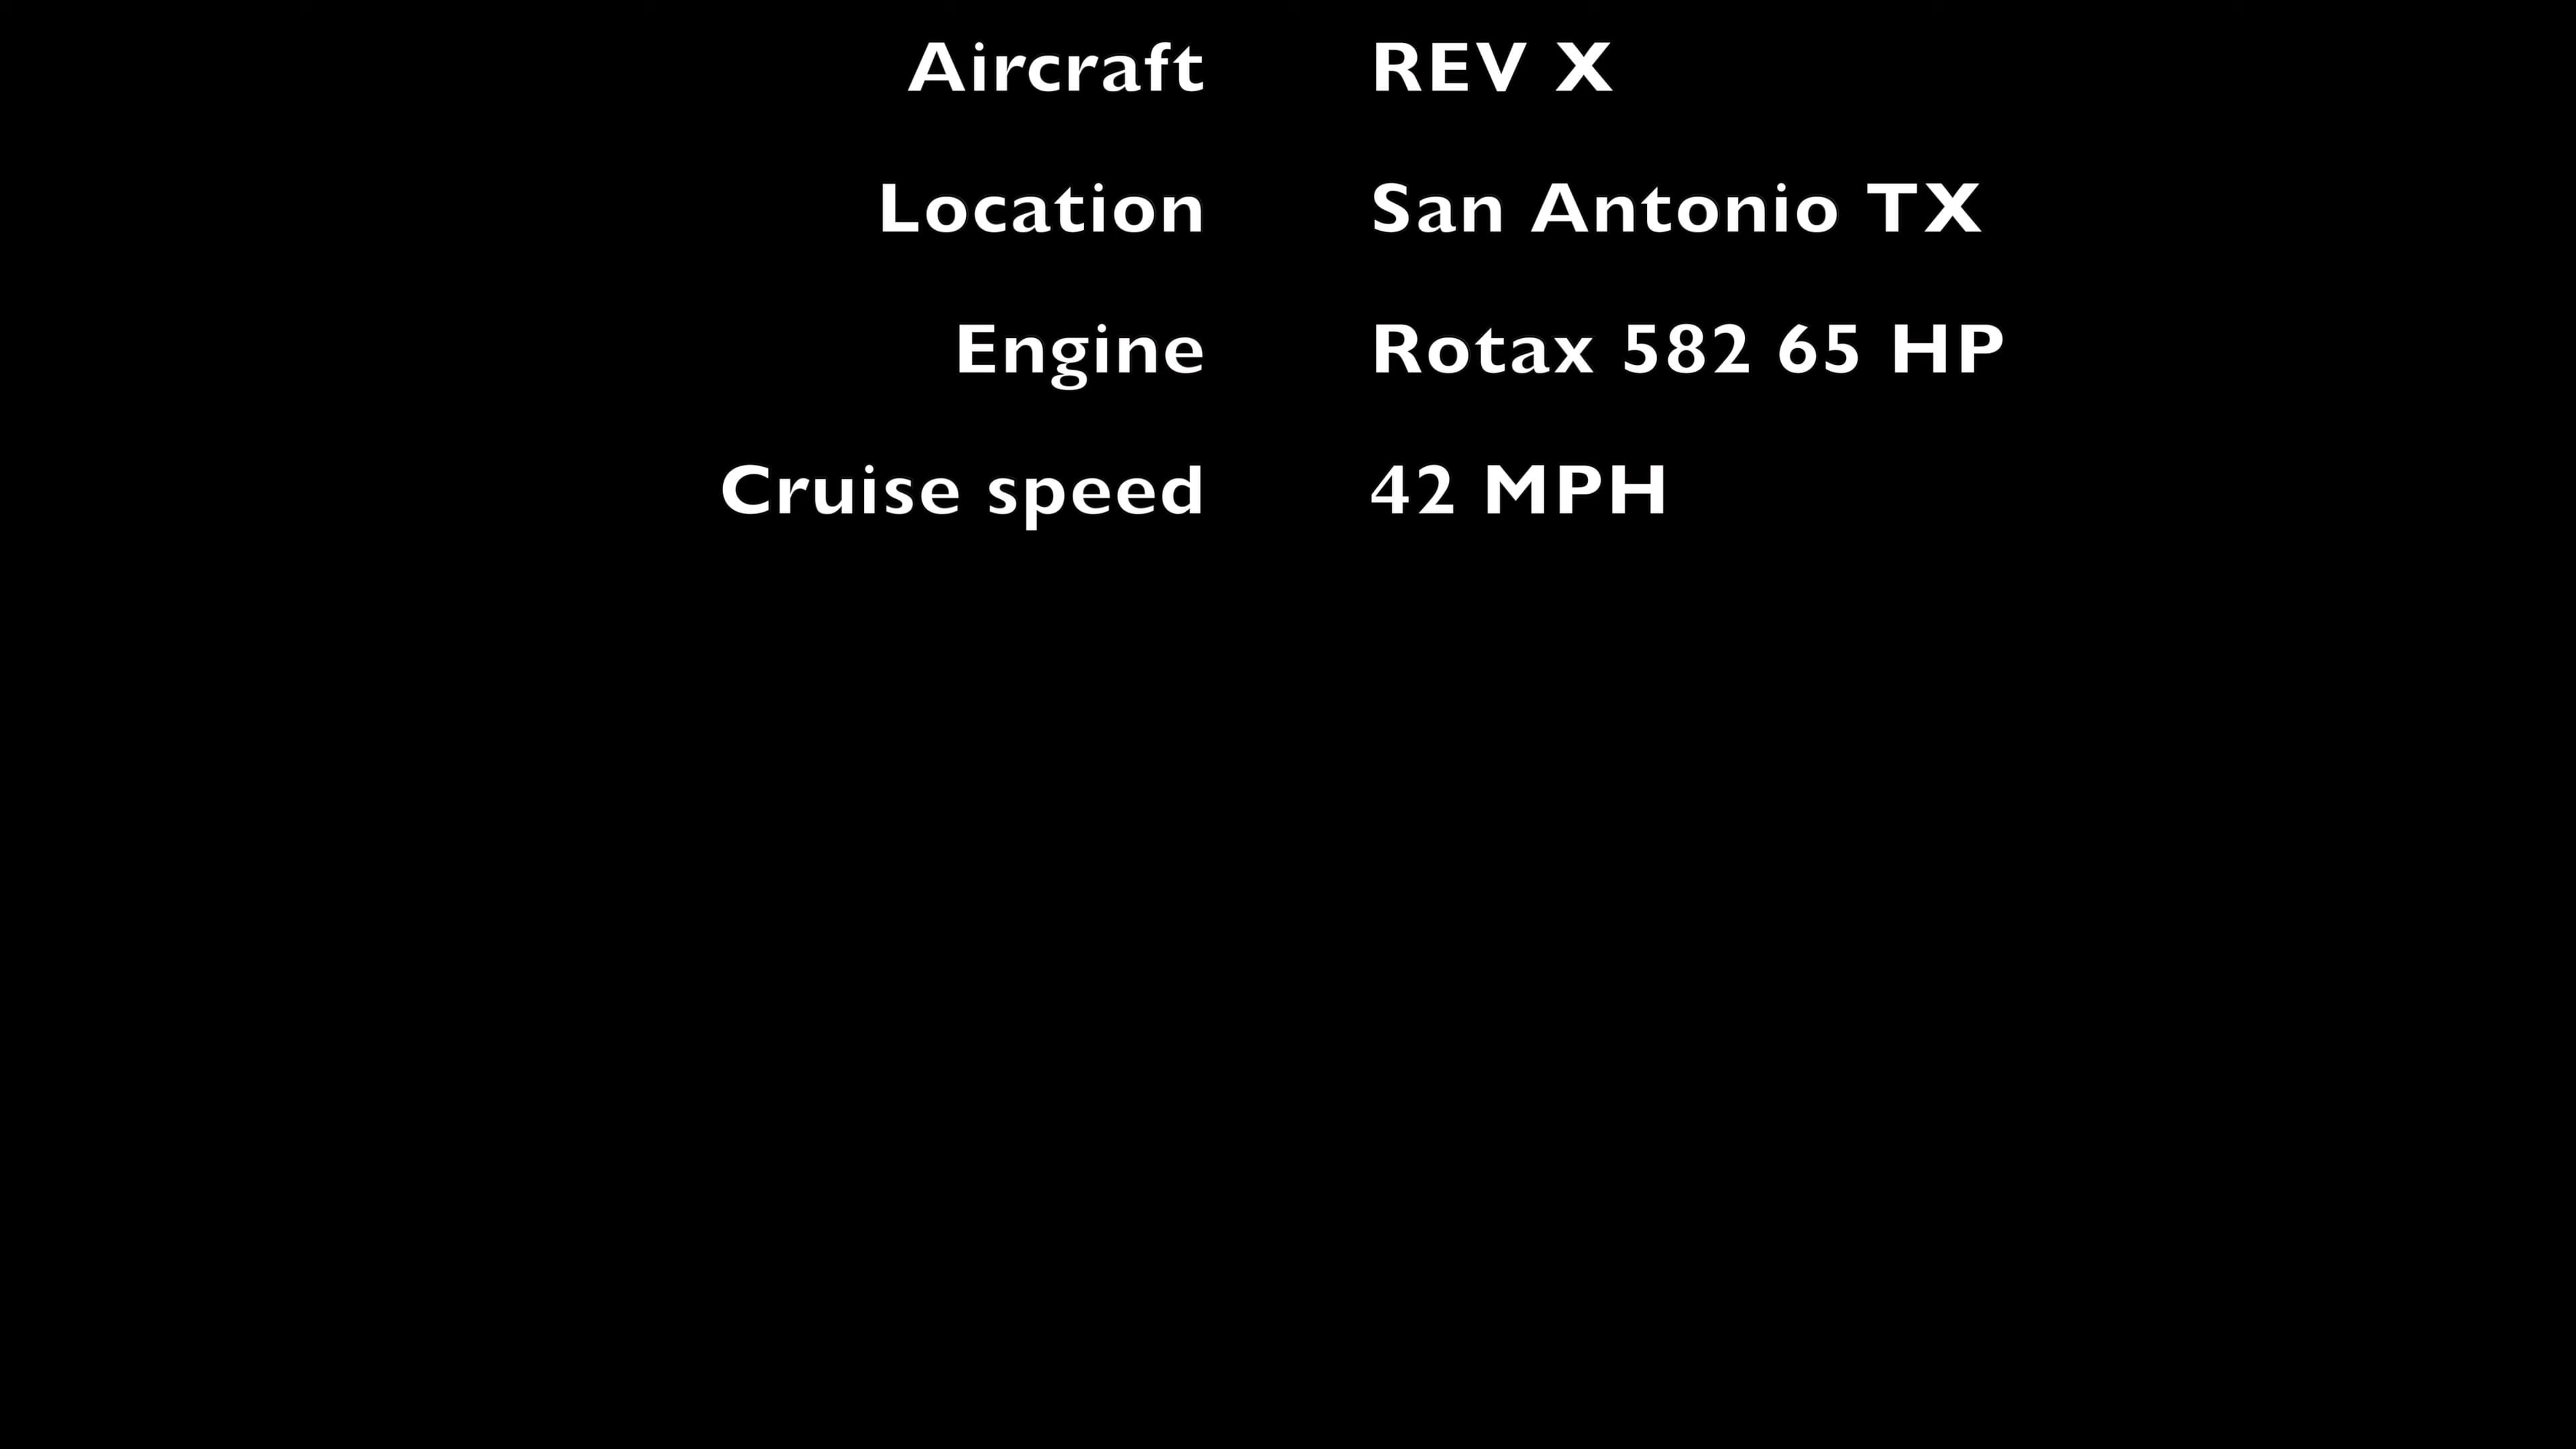 Aircraft REV X
Location San Antonio TX
Engine Rotax 582 65 HP
Cruise speed 42 MPH